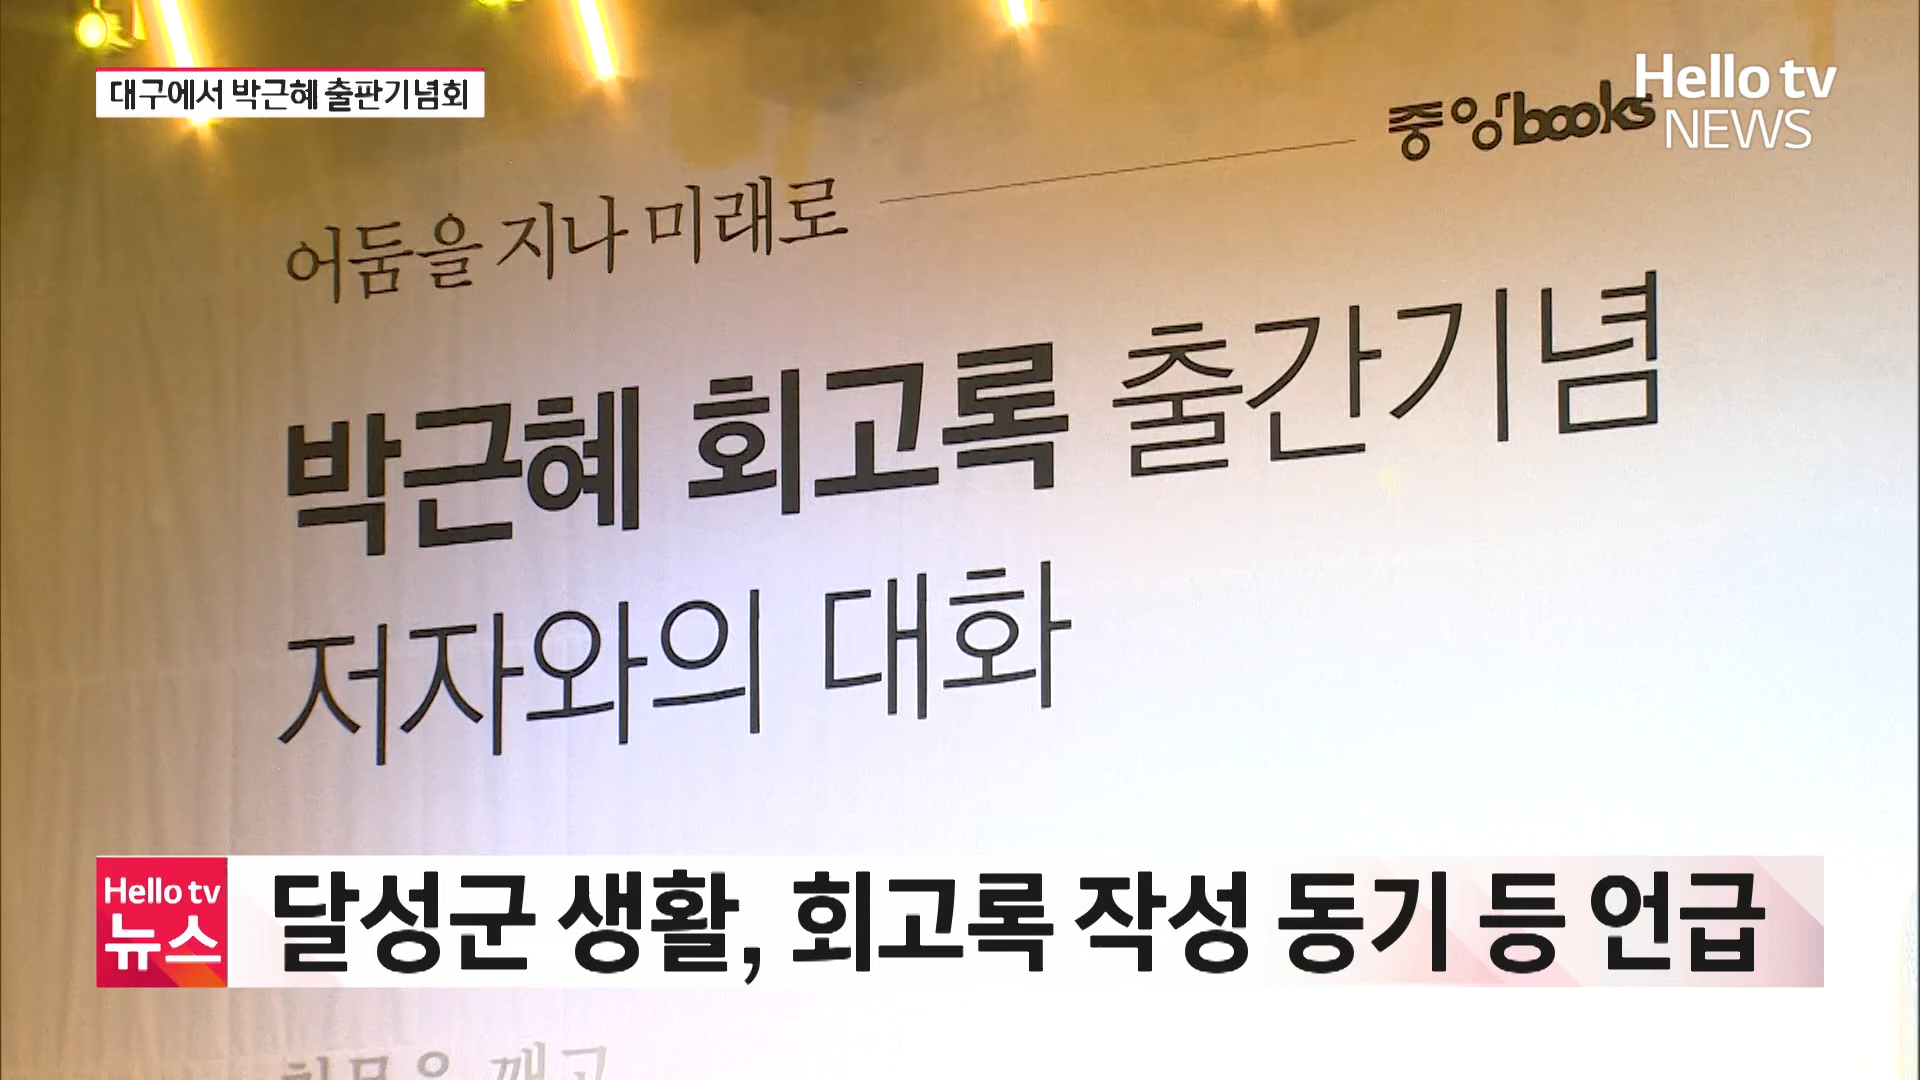 대구에서 박근혜 출판기념회
Hello tv
NEWS
중앙books
어둠을 지나 미래로
박근혜 회고록 출간기념
저자와의 대화
Hello tv
뉴스
달성군 생활, 회고록 작성 동기 등 언급